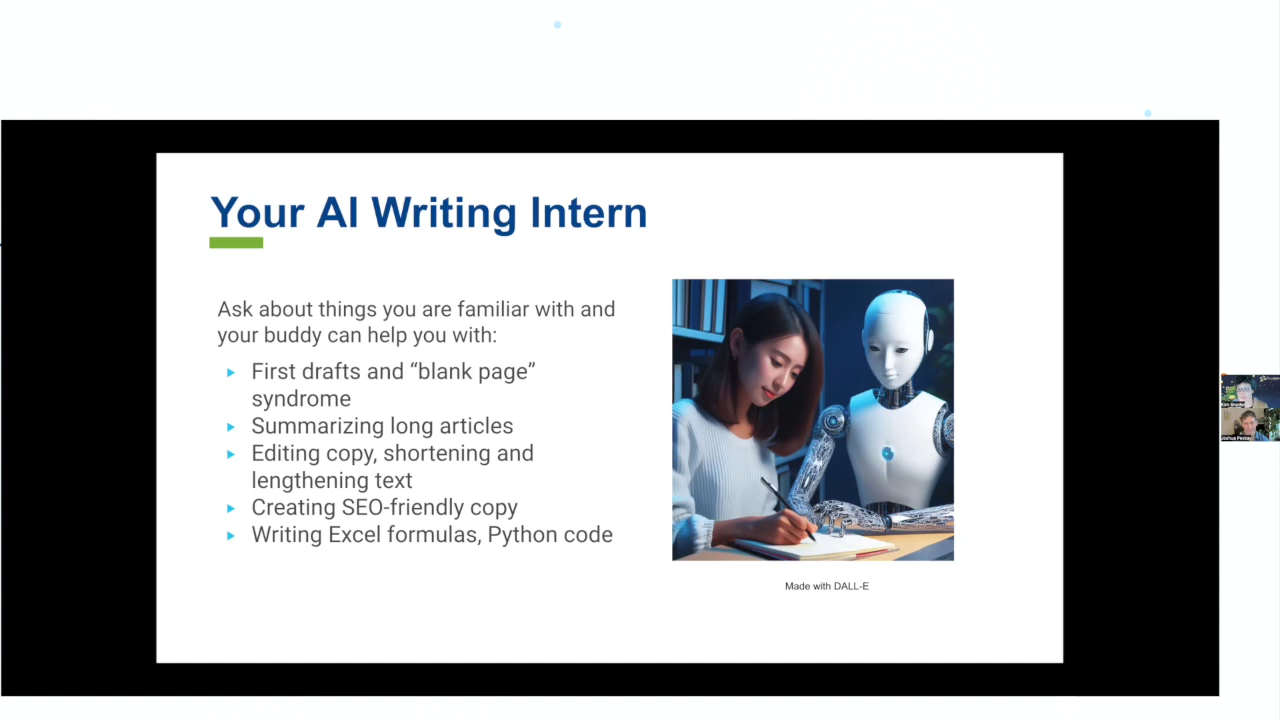 Your AI Writing Intern
Ask about things you are familiar with and
your buddy can help you with:
First drafts and “blank page”
syndrome
Summarizing long articles
Editing copy, shortening and
lengthening text
Creating SEO-friendly copy
Writing Excel formulas, Python code
Made with DALL-E
Joshua Peskay